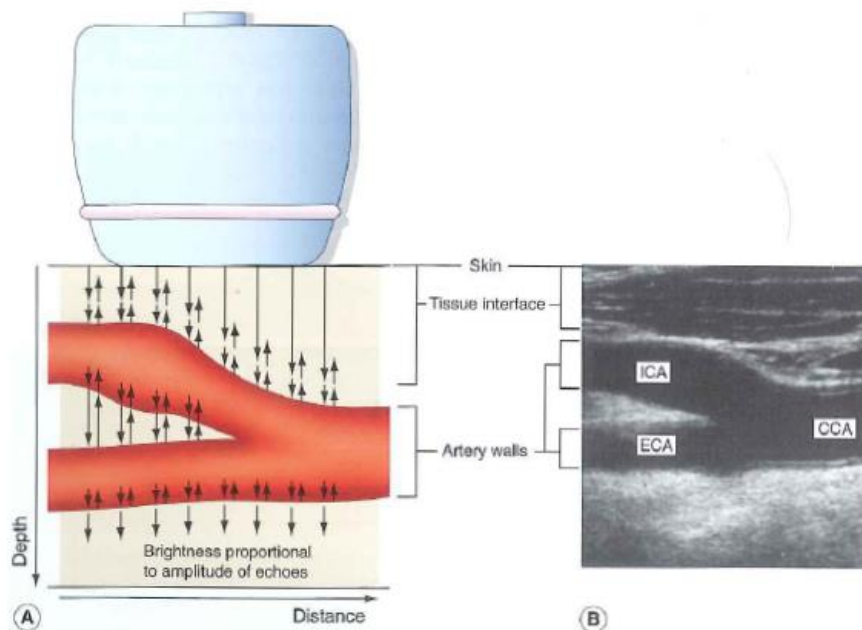 Skin
Tissue interface
ICA
CCA
ECA
Artery walls
Depth
Brightness proportional
to amplitude of echoes
A
Distance
B